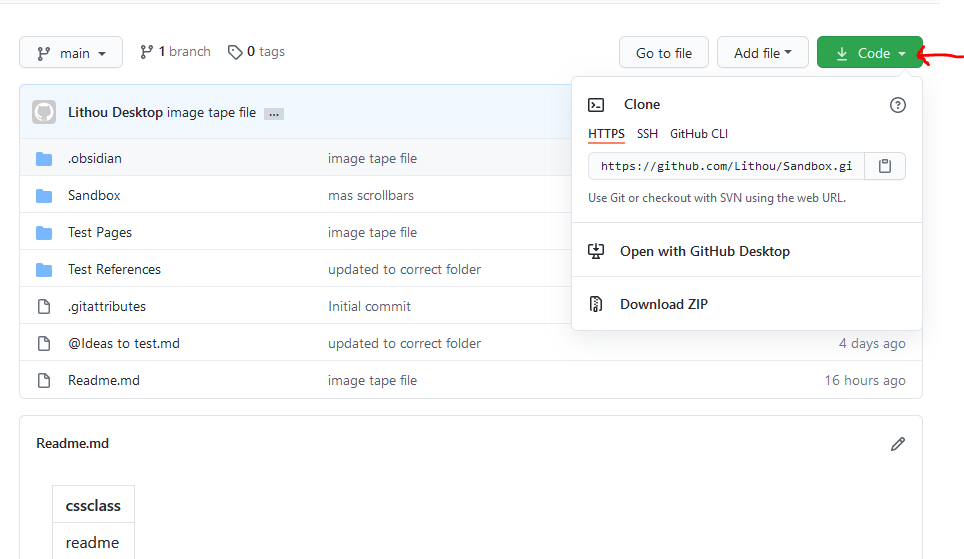 main 1 branch 0 tags Go to file Add file Code
Lithou Desktop image tape file ...
Clone
HTTPS SSH GitHub CLI
https://github.com/Lithou/Sandbox.gi
Use Git or checkout with SVN using the web URL.
Open with GitHub Desktop
Download ZIP
.obsidian image tape file
Sandbox mas scrollbars
Test Pages image tape file
Test References updated to correct folder
.gitattributes Initial commit
@Ideas to test.md updated to correct folder 4 days ago
Readme.md image tape file 16 hours ago
Readme.md
cssclass
readme